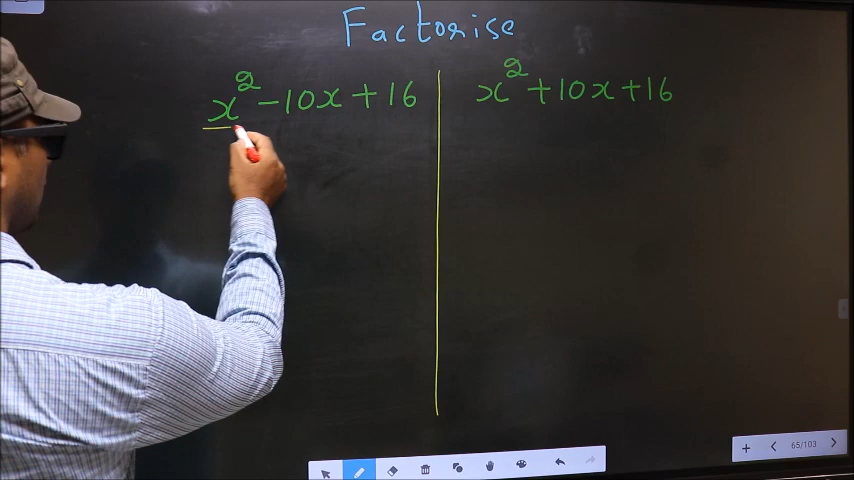 Factorise
x² - 10x + 16
x² + 10x + 16
65/103